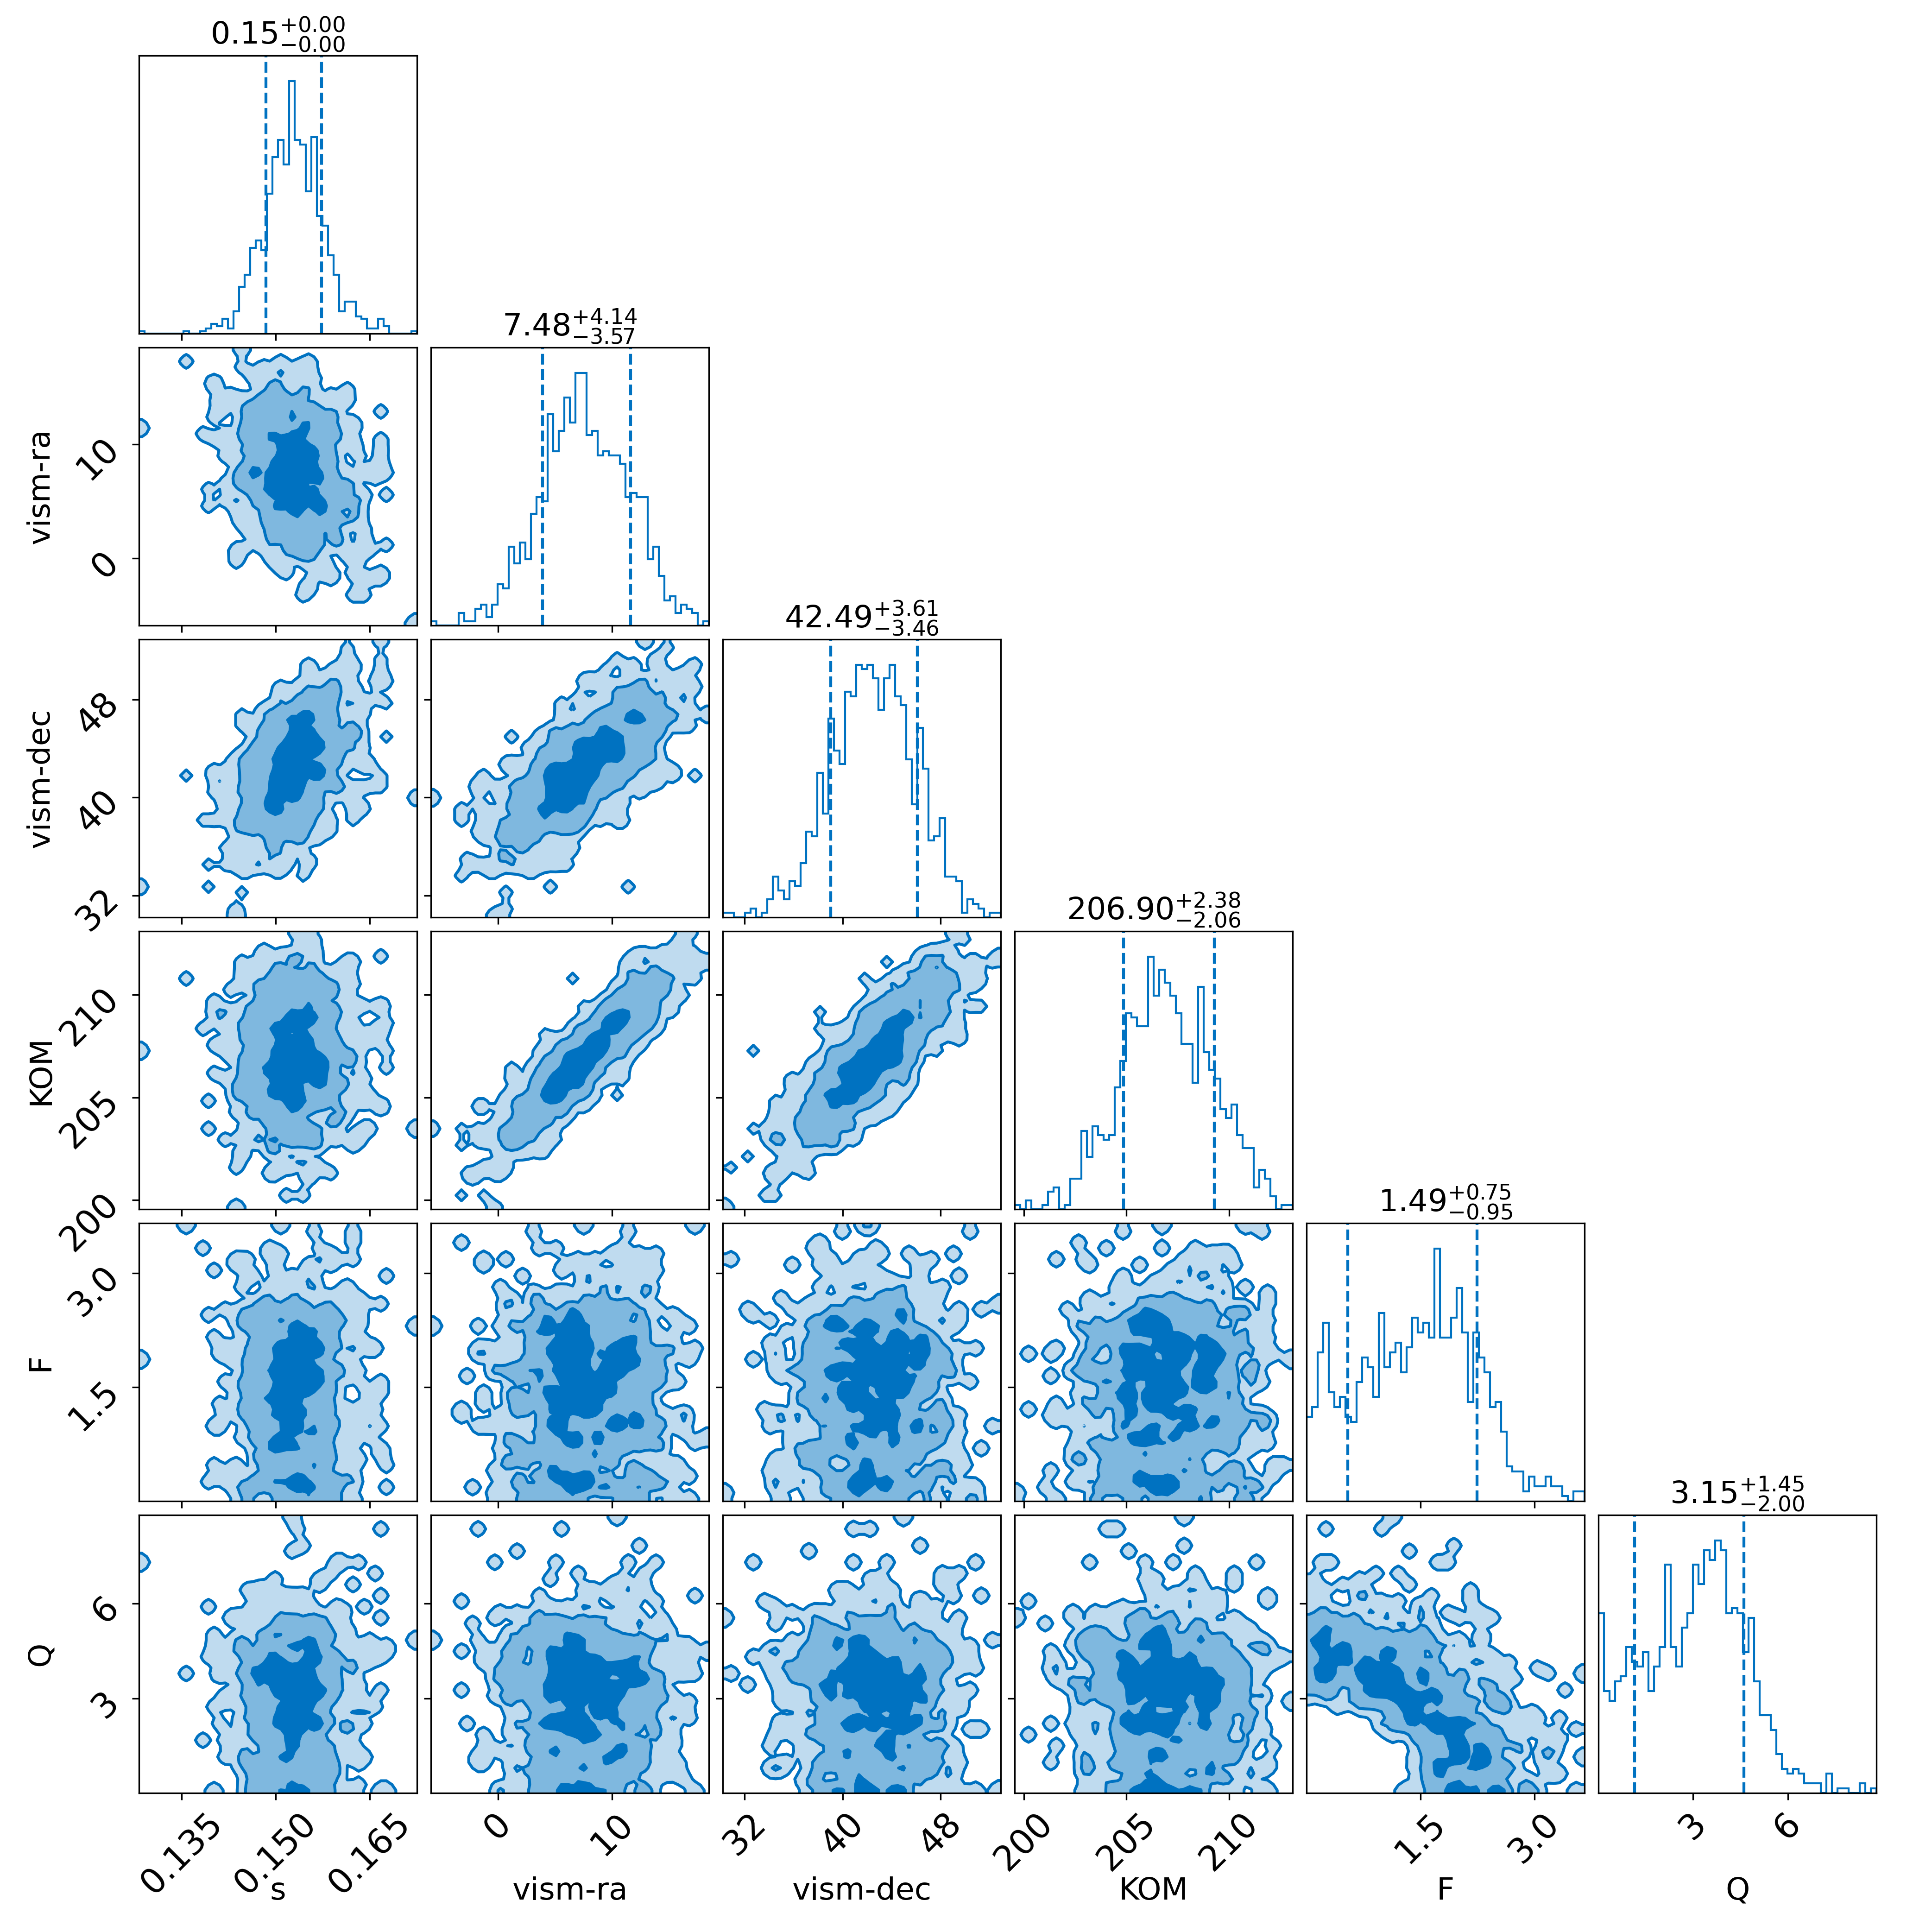 0.15+0.00−0.00
7.48+4.14−3.57
10
0
vism-ra
42.49+3.61−3.46
48
40
32
vism-dec
206.90+2.38−2.06
210
205
200
KOM
1.49+0.75−0.95
3.0
1.5
F
3.15+1.45−2.00
6
3
Q
0.135 0.150 0.165 0 10 32 40 48 200 205 210 1.5 3.0 3 6
s vism-ra vism-dec KOM F Q